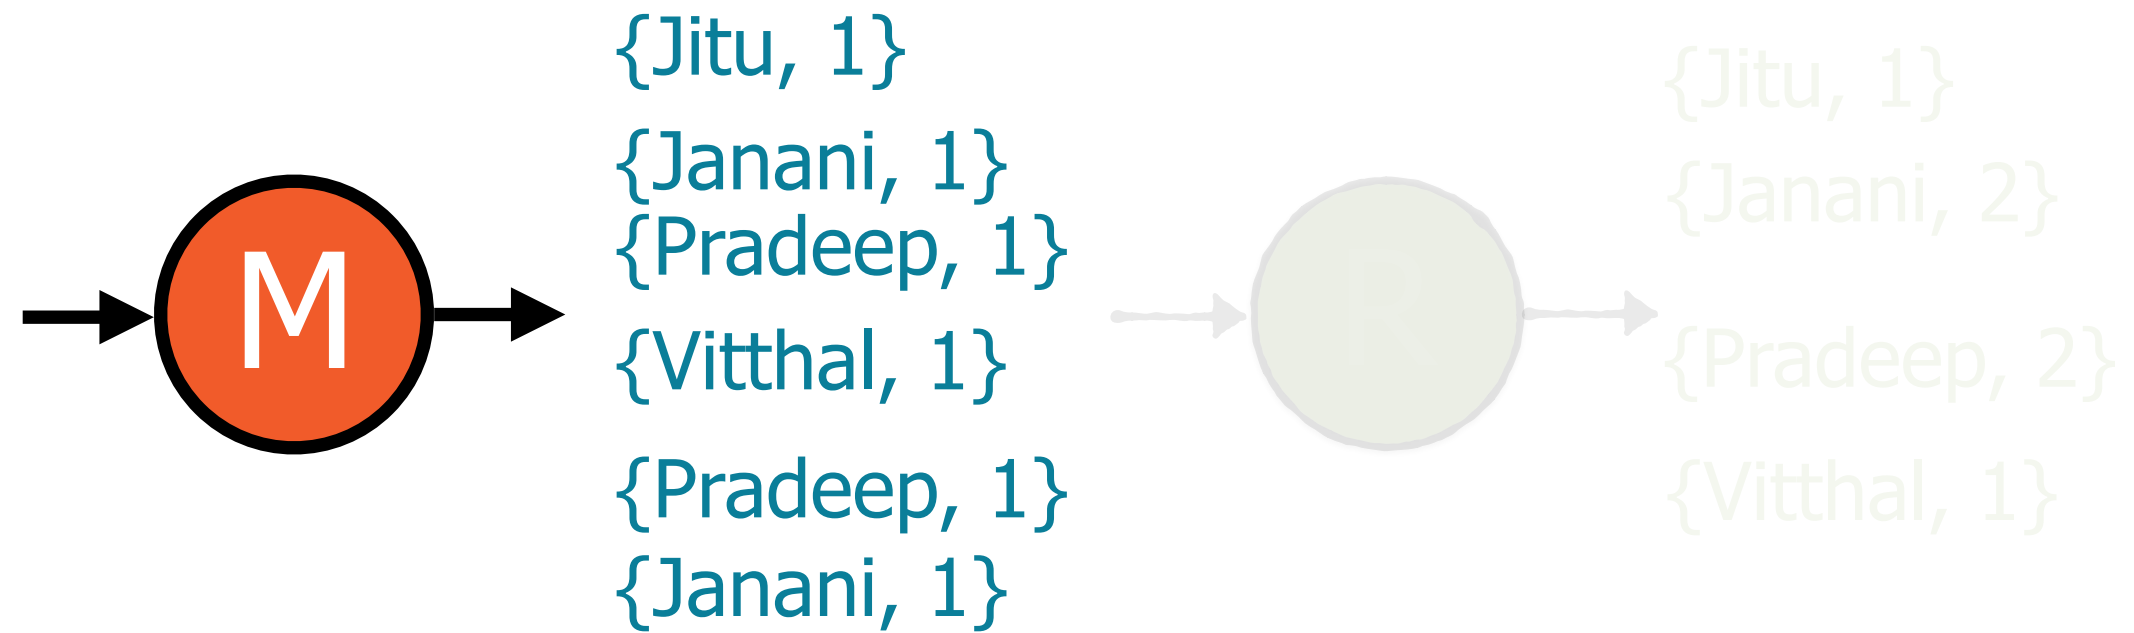 M
{Jitu, 1}
{Janani, 1}
{Pradeep, 1}
{Vitthal, 1}
{Pradeep, 1}
{Janani, 1}
R
{Jitu, 1}
{Janani, 2}
{Pradeep, 2}
{Vitthal, 1}